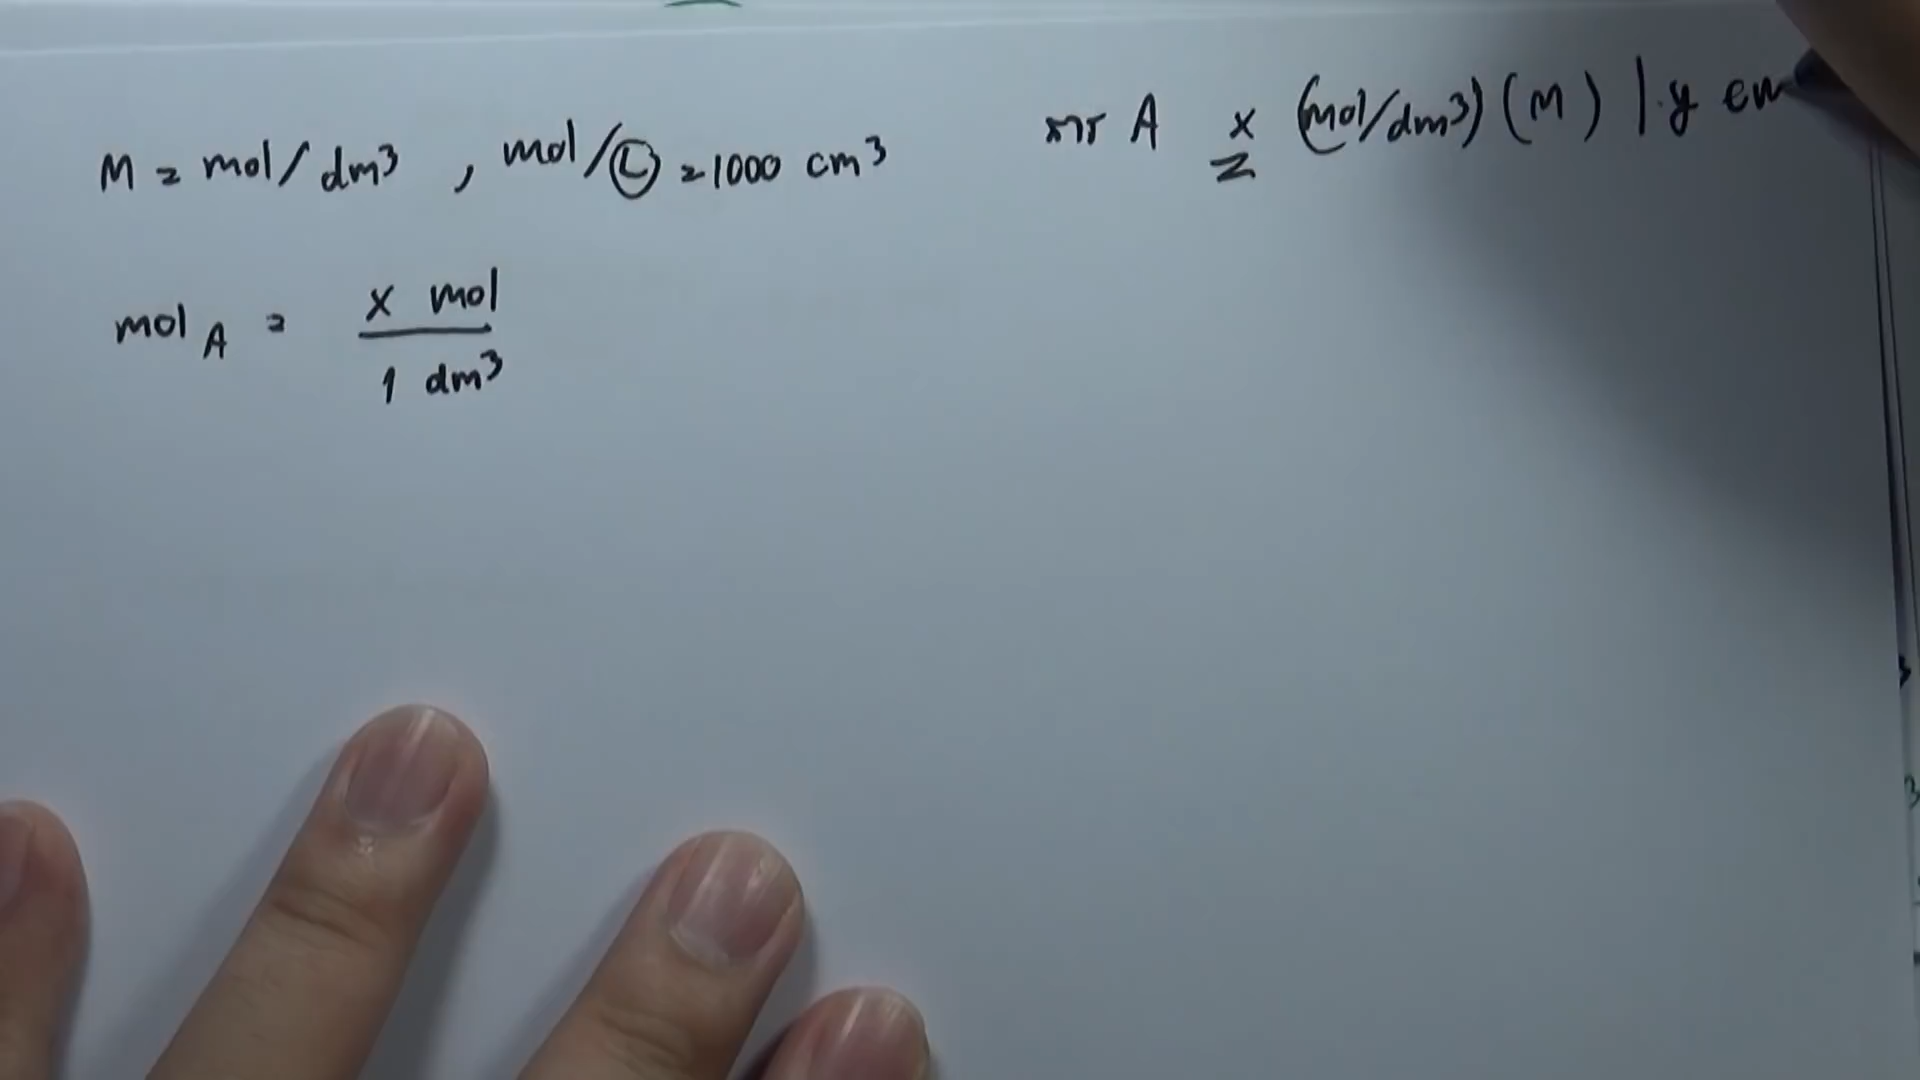 M = mol/dm³ , mol/L = 1000 cm³
สาร A x (mol/dm³) (M) | y cm
mol A = x mol
1 dm³